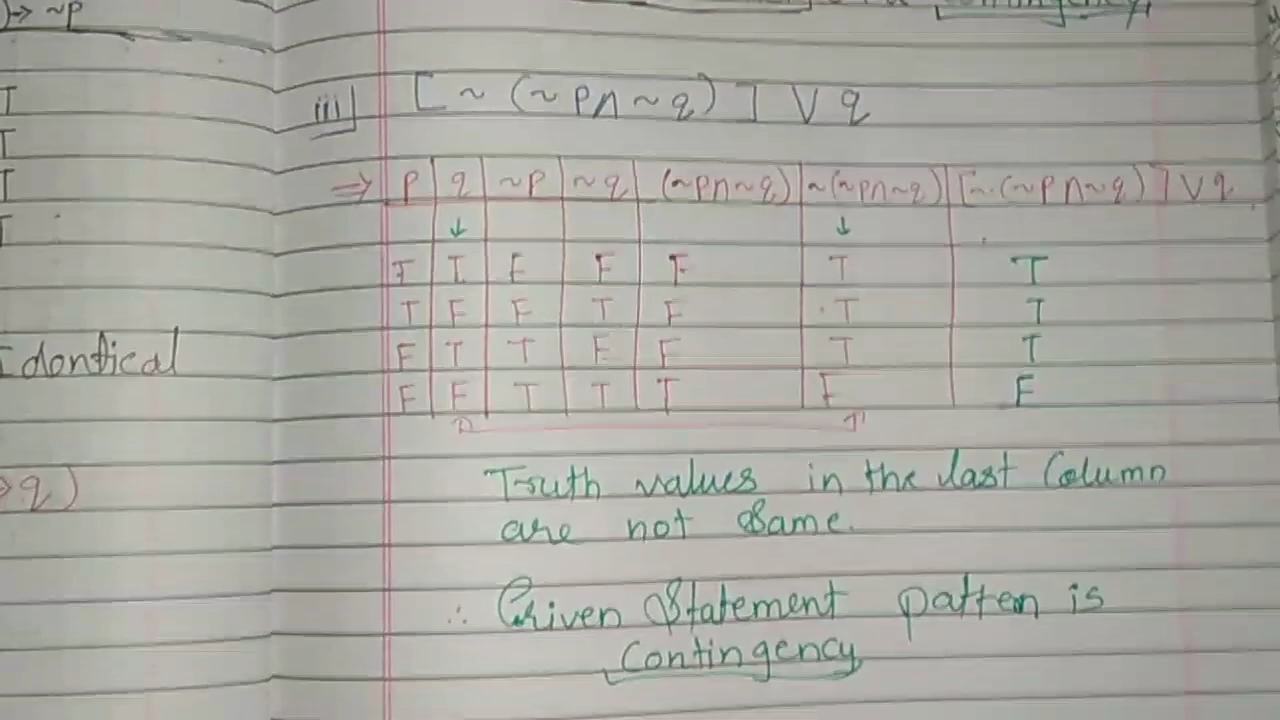 )→ ~p
iii] [~(~p∧~q)]∨q
⇒ p q ~p ~q (~p∧~q) ~(~p∧~q) [~(~p∧~q)]∨q
↓ ↓
T T F F F T T
T F F T F T T
F T T F F T T
F F T T T F F
T
T
T
T
Identical
→q)
Truth values in the last Column
are not Same.
∴ Given Statement pattern is
Contingency